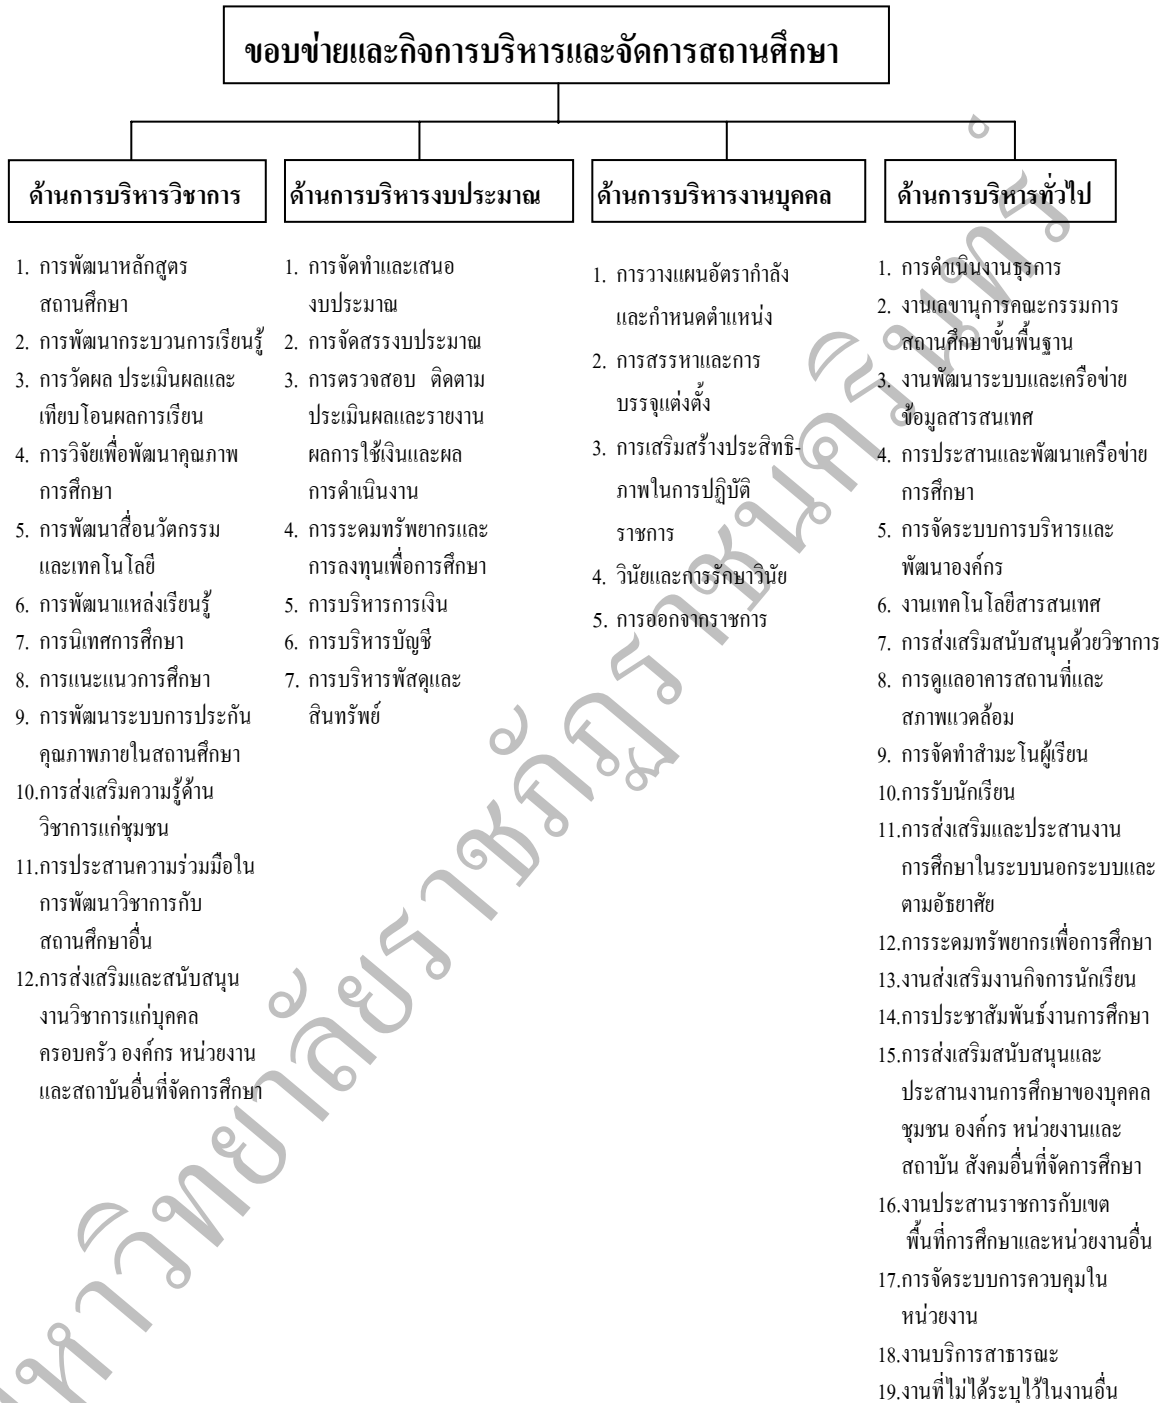 ขอบข่ายและกิจการบริหารและจัดการสถานศึกษา
ด้านการบริหารวิชาการ
1. การพัฒนาหลักสูตร
สถานศึกษา
2. การพัฒนากระบวนการเรียนรู้
3. การวัดผล ประเมินผลและ
เทียบโอนผลการเรียน
4. การวิจัยเพื่อพัฒนาคุณภาพ
การศึกษา
5. การพัฒนาสื่อนวัตกรรม
และเทคโนโลยี
6. การพัฒนาแหล่งเรียนรู้
7. การนิเทศการศึกษา
8. การแนะแนวการศึกษา
9. การพัฒนาระบบการประกัน
คุณภาพภายในสถานศึกษา
10.การส่งเสริมความรู้ด้าน
วิชาการแก่ชุมชน
11.การประสานความร่วมมือใน
การพัฒนาวิชาการกับ
สถานศึกษาอื่น
12.การส่งเสริมและสนับสนุน
งานวิชาการแก่บุคคล
ครอบครัว องค์กร หน่วยงาน
และสถาบันอื่นที่จัดการศึกษา
ด้านการบริหารงบประมาณ
1. การจัดทำและเสนอ
งบประมาณ
2. การจัดสรรงบประมาณ
3. การตรวจสอบ ติดตาม
ประเมินผลและรายงาน
ผลการใช้เงินและผล
การดำเนินงาน
4. การระดมทรัพยากรและ
การลงทุนเพื่อการศึกษา
5. การบริหารการเงิน
6. การบริหารบัญชี
7. การบริหารพัสดุและ
สินทรัพย์
ด้านการบริหารงานบุคคล
1. การวางแผนอัตรากำลัง
และกำหนดตำแหน่ง
2. การสรรหาและการ
บรรจุแต่งตั้ง
3. การเสริมสร้างประสิทธิ-
ภาพในการปฏิบัติ
ราชการ
4. วินัยและการรักษาวินัย
5. การออกจากราชการ
ด้านการบริหารทั่วไป
1. การดำเนินงานธุรการ
2. งานเลขานุการคณะกรรมการ
สถานศึกษาขั้นพื้นฐาน
3. งานพัฒนาระบบและเครือข่าย
ข้อมูลสารสนเทศ
4. การประสานและพัฒนาเครือข่าย
การศึกษา
5. การจัดระบบการบริหารและ
พัฒนาองค์กร
6. งานเทคโนโลยีสารสนเทศ
7. การส่งเสริมสนับสนุนด้วยวิชาการ
8. การดูแลอาคารสถานที่และ
สภาพแวดล้อม
9. การจัดทำสำมะโนผู้เรียน
10.การรับนักเรียน
11.การส่งเสริมและประสานงาน
การศึกษาในระบบนอกระบบและ
ตามอัธยาศัย
12.การระดมทรัพยากรเพื่อการศึกษา
13.งานส่งเสริมงานกิจการนักเรียน
14.การประชาสัมพันธ์งานการศึกษา
15.การส่งเสริมสนับสนุนและ
ประสานงานการศึกษาของบุคคล
ชุมชน องค์กร หน่วยงานและ
สถาบัน สังคมอื่นที่จัดการศึกษา
16.งานประสานราชการกับเขต
พื้นที่การศึกษาและหน่วยงานอื่น
17.การจัดระบบการควบคุมใน
หน่วยงาน
18.งานบริการสาธารณะ
19.งานที่ไม่ได้ระบุไว้ในงานอื่น